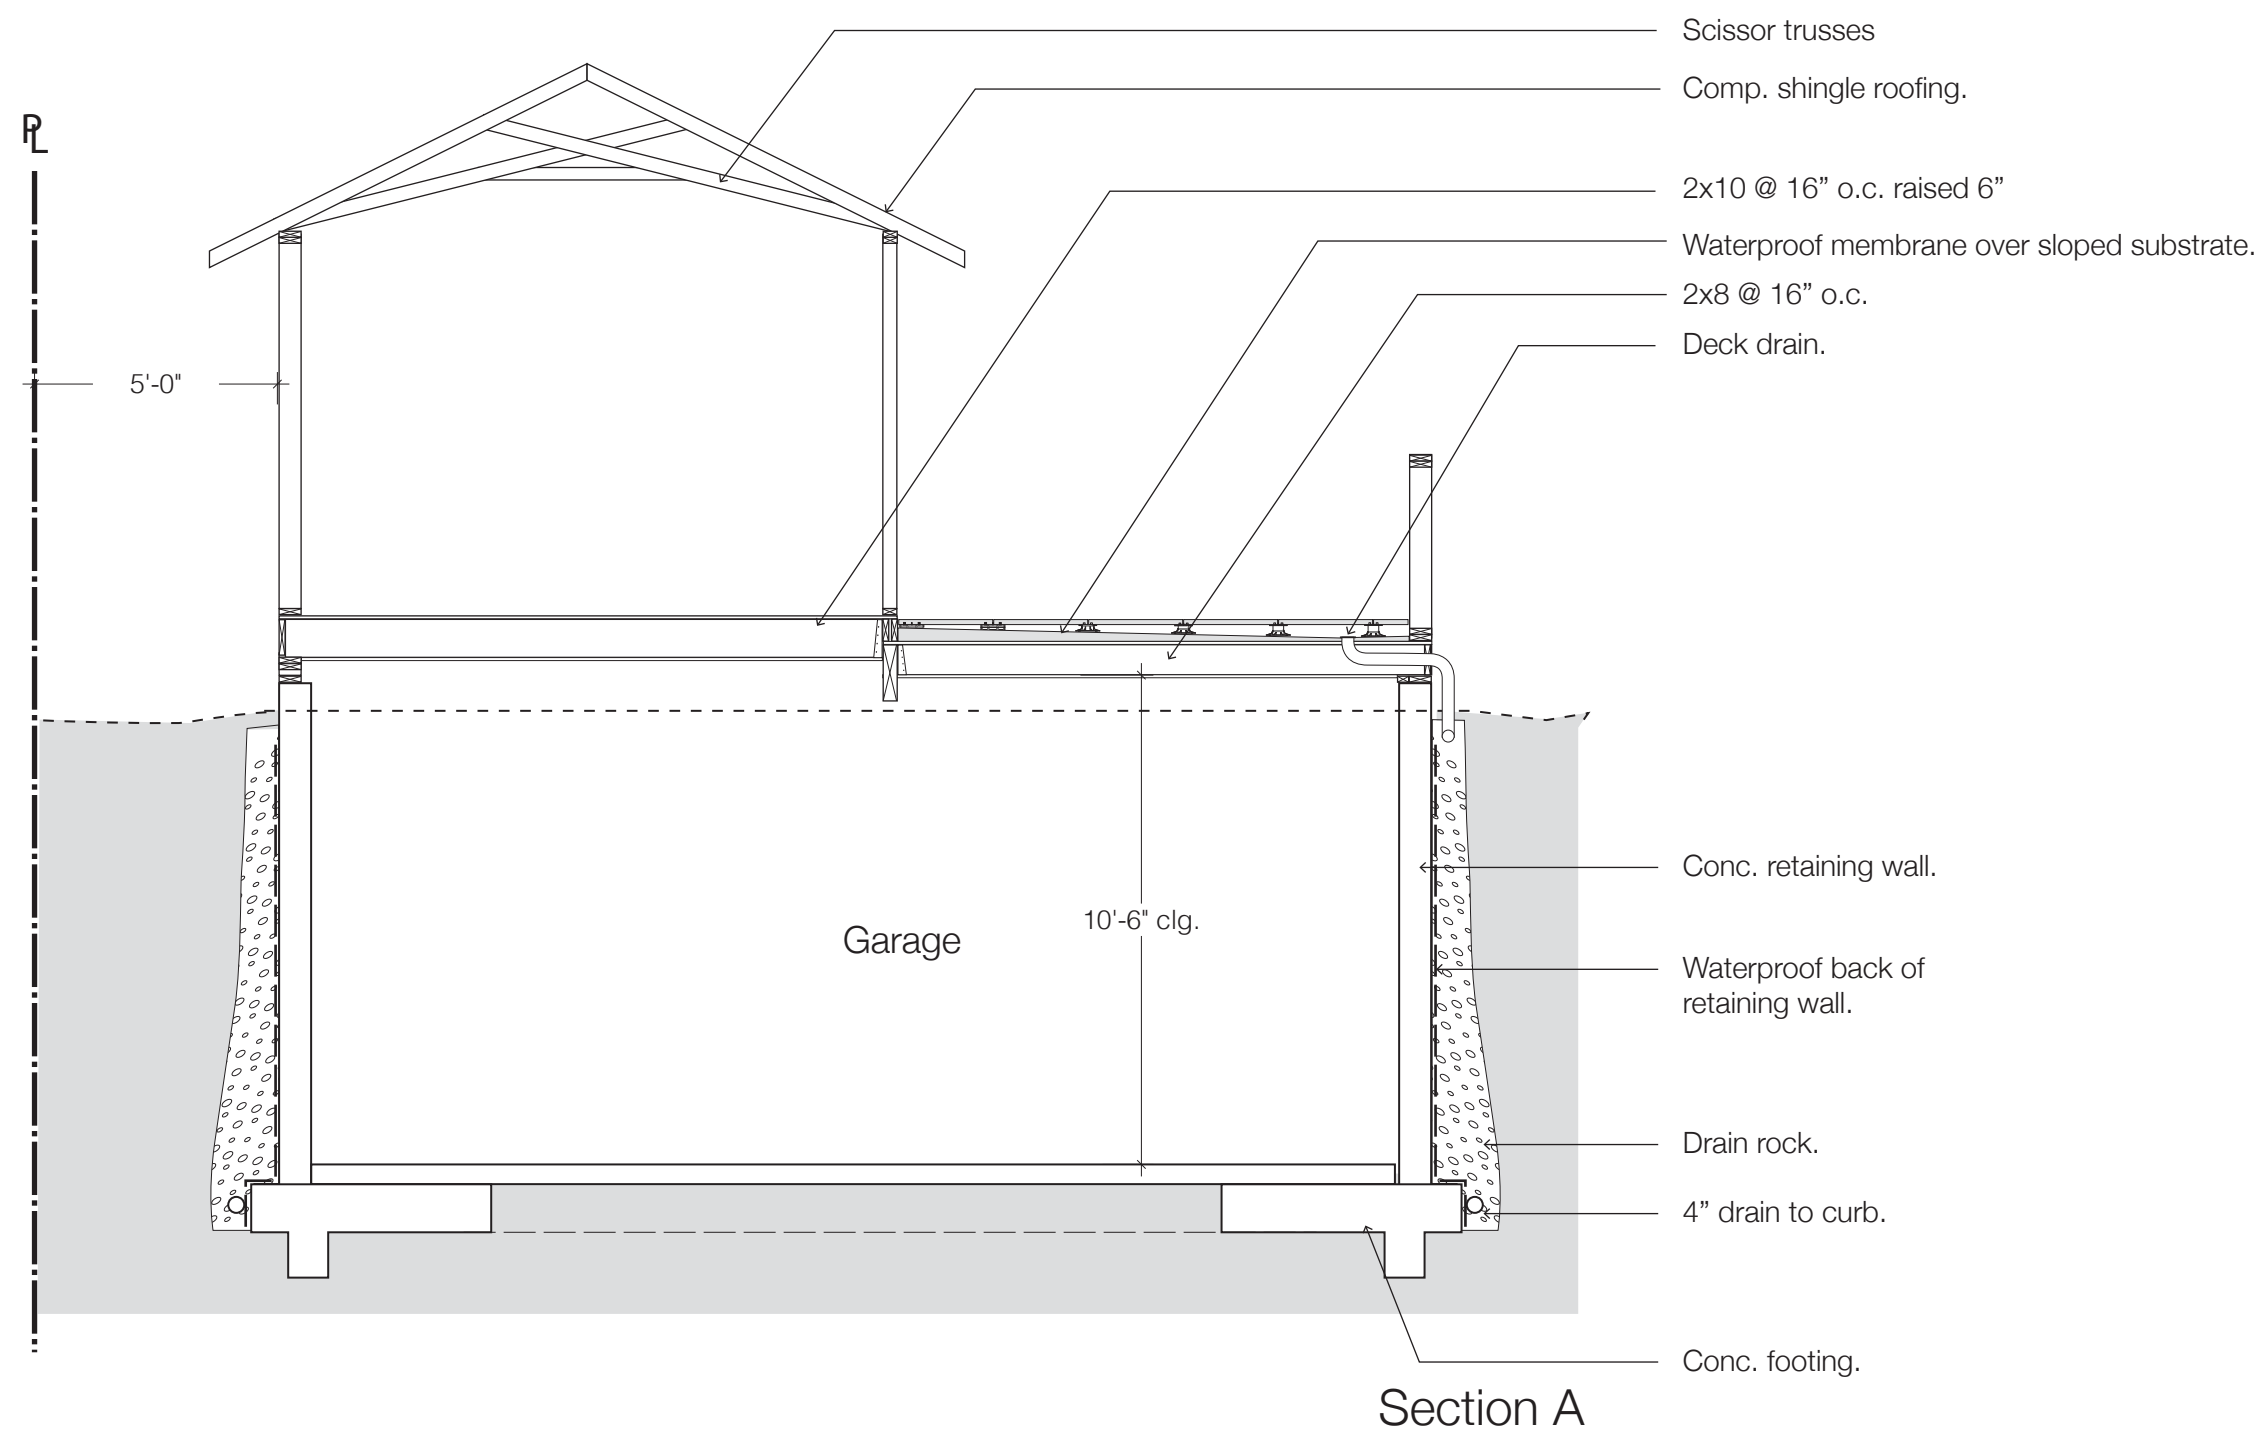 Scissor trusses
Comp. shingle roofing.
PL
2x10 @ 16” o.c. raised 6”
Waterproof membrane over sloped substrate.
2x8 @ 16” o.c.
Deck drain.
5'-0"
Conc. retaining wall.
10'-6" clg.
Garage
Waterproof back of
retaining wall.
Drain rock.
4” drain to curb.
Conc. footing.
Section A